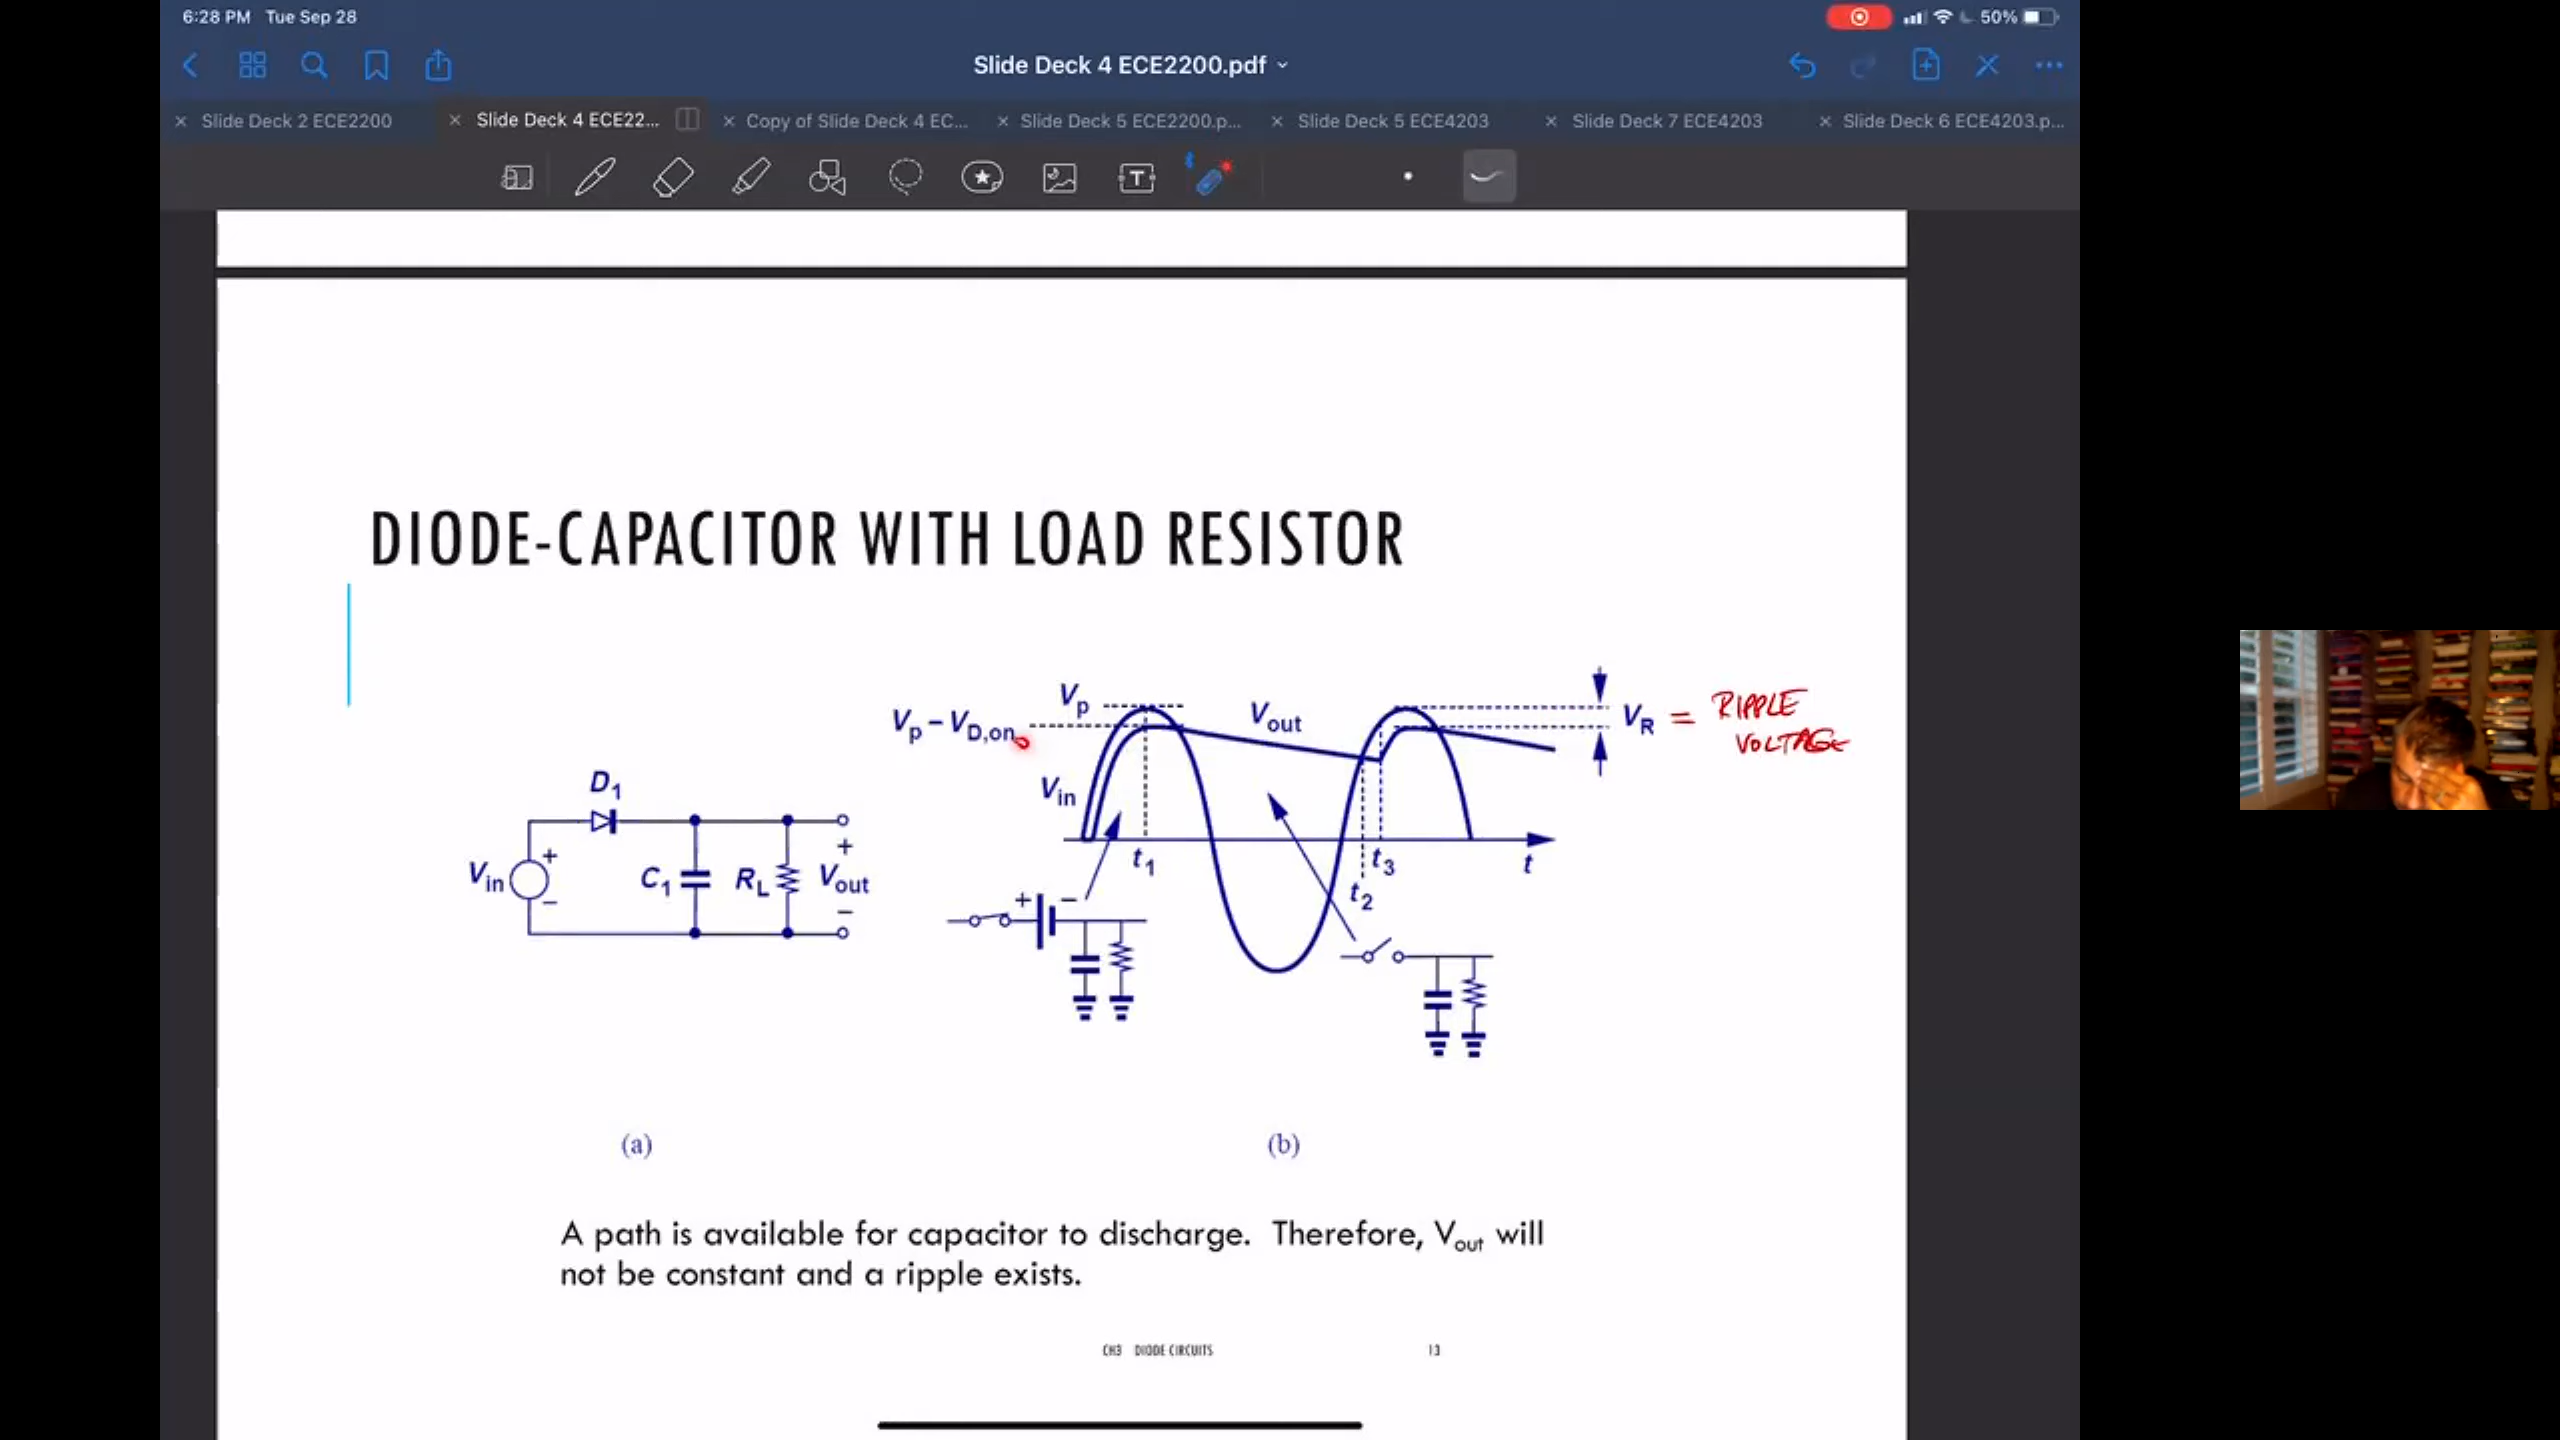 6:28 PM Tue Sep 28
50%
Slide Deck 4 ECE2200.pdf
Slide Deck 2 ECE2200
Slide Deck 4 ECE22...
Copy of Slide Deck 4 EC...
Slide Deck 5 ECE2200.p...
Slide Deck 5 ECE4203
Slide Deck 7 ECE4203
Slide Deck 6 ECE4203.p...
T
DIODE-CAPACITOR WITH LOAD RESISTOR
Vp
Vp – VD,on
Vout
VR = RIPPLE
VOLTAGE
Vin
D1
t1
t3
t
t2
Vin
+
–
C1
RL
+
Vout
–
+ –
(a)
(b)
A path is available for capacitor to discharge. Therefore, Vout will
not be constant and a ripple exists.
CH3 DIODE CIRCUITS
13